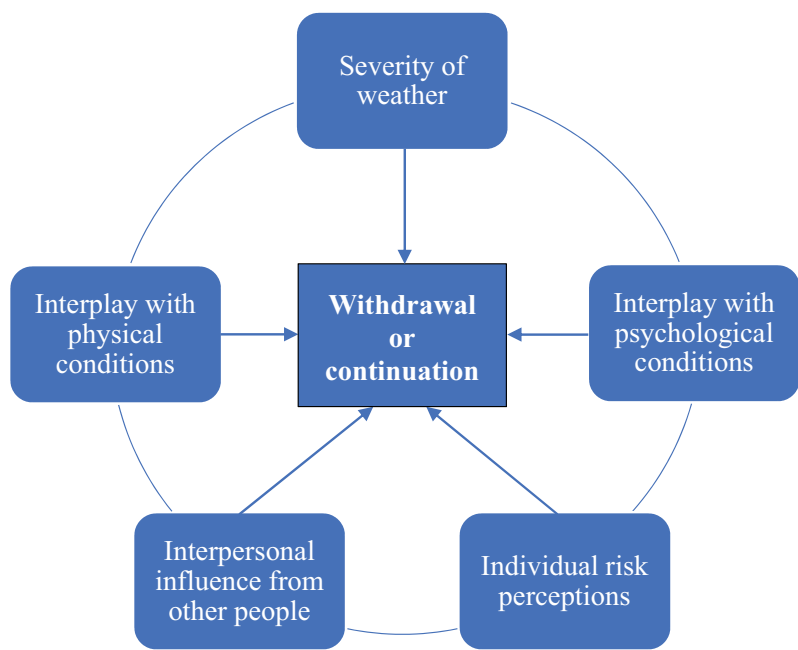 Severity of
weather
Interplay with
physical
conditions
Withdrawal
or
continuation
Interplay with
psychological
conditions
Interpersonal
influence from
other people
Individual risk
perceptions